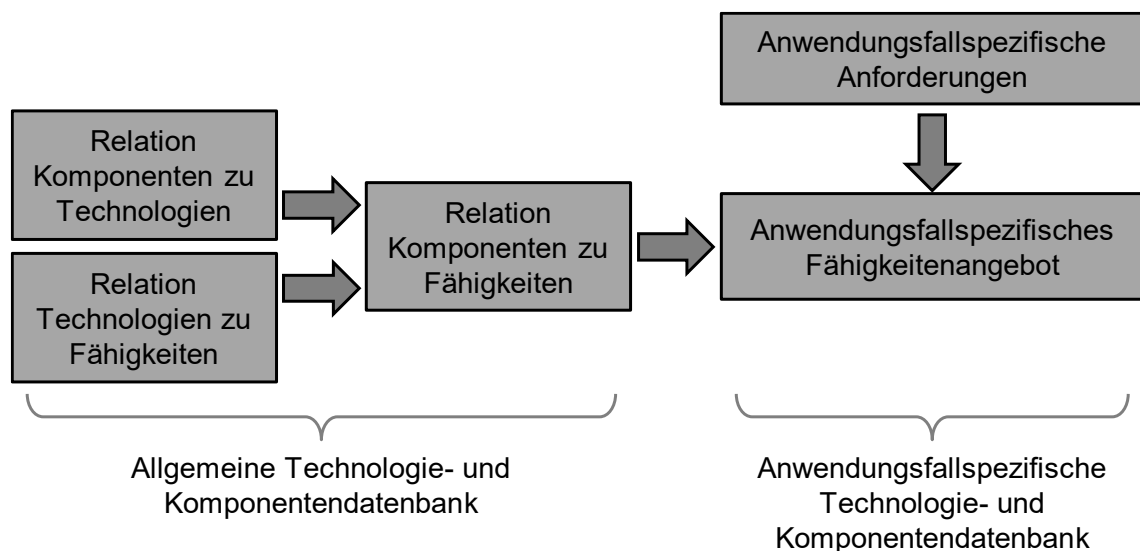 Relation
Komponenten zu
Technologien
Relation
Technologien zu
Fähigkeiten
Relation
Komponenten zu
Fähigkeiten
Anwendungsfallspezifische
Anforderungen
Anwendungsfallspezifisches
Fähigkeitenangebot
Allgemeine Technologie- und
Komponentendatenbank
Anwendungsfallspezifische
Technologie- und
Komponentendatenbank